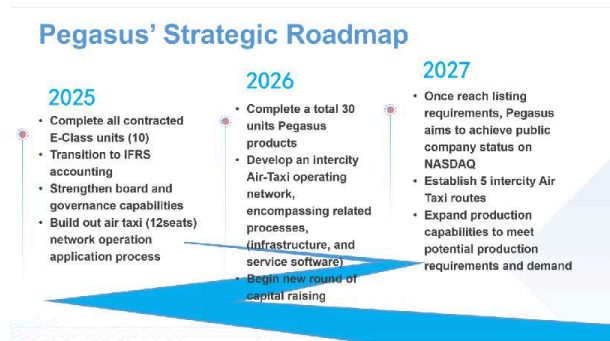 Pegasus' Strategic Roadmap
2025
• Complete all contracted
E-Class units (10)
• Transition to IFRS
accounting
• Strengthen board and
governance capabilities
• Build out air taxi (12seats)
network operation
application process
2026
• Complete a total 30
units Pegasus
products
• Develop an intercity
Air-Taxi operating
network,
encompassing related
processes,
(infrastructure, and
service software)
• Begin new round of
capital raising
2027
• Once reach listing
requirements, Pegasus
aims to achieve public
company status on
NASDAQ
• Establish 5 intercity Air
Taxi routes
• Expand production
capabilities to meet
potential production
requirements and demand